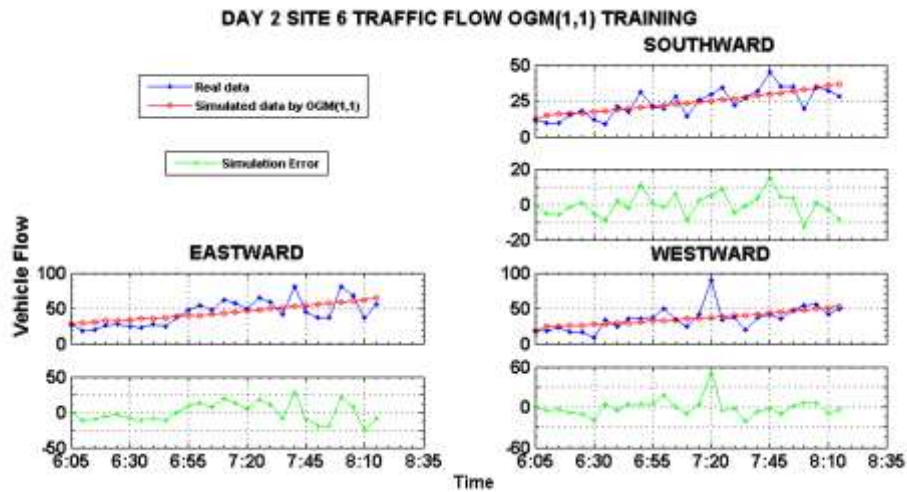 DAY 2 SITE 6 TRAFFIC FLOW OGM(1,1) TRAINING
Real data
Simulated data by OGM(1,1)
Simulation Error
SOUTHWARD
50
25
0
20
0
-20
Vehicle Flow
EASTWARD
100
50
0
50
0
-50
6:05 6:30 6:55 7:20 7:45 8:10 8:35
WESTWARD
100
50
0
60
0
-60
6:05 6:30 6:55 7:20 7:45 8:10 8:35
Time